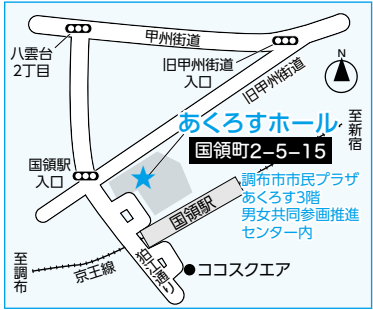 甲州街道
八雲台
2丁目
旧甲州街道
入口
旧甲州街道
N
あくろすホール
国領町2−5−15
至新宿
国領駅
入口
調布市市民プラザ
あくろす3階
男女共同参画推進
センター内
国領駅
至調布
京王線
狛江通り
ココスクエア